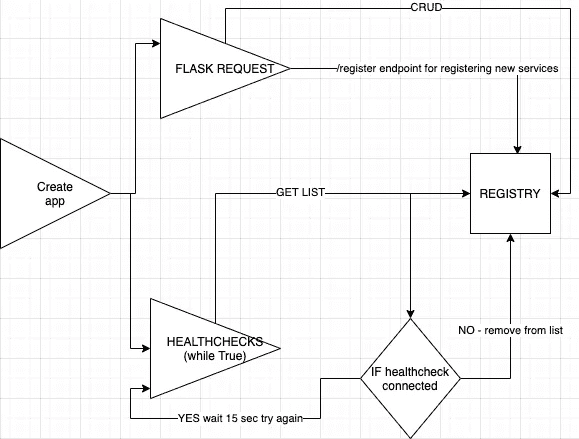 CRUD
FLASK REQUEST
/register endpoint for registering new services
Create
app
GET LIST
REGISTRY
HEALTHCHECKS
(while True)
NO - remove from list
IF healthcheck
connected
YES wait 15 sec try again